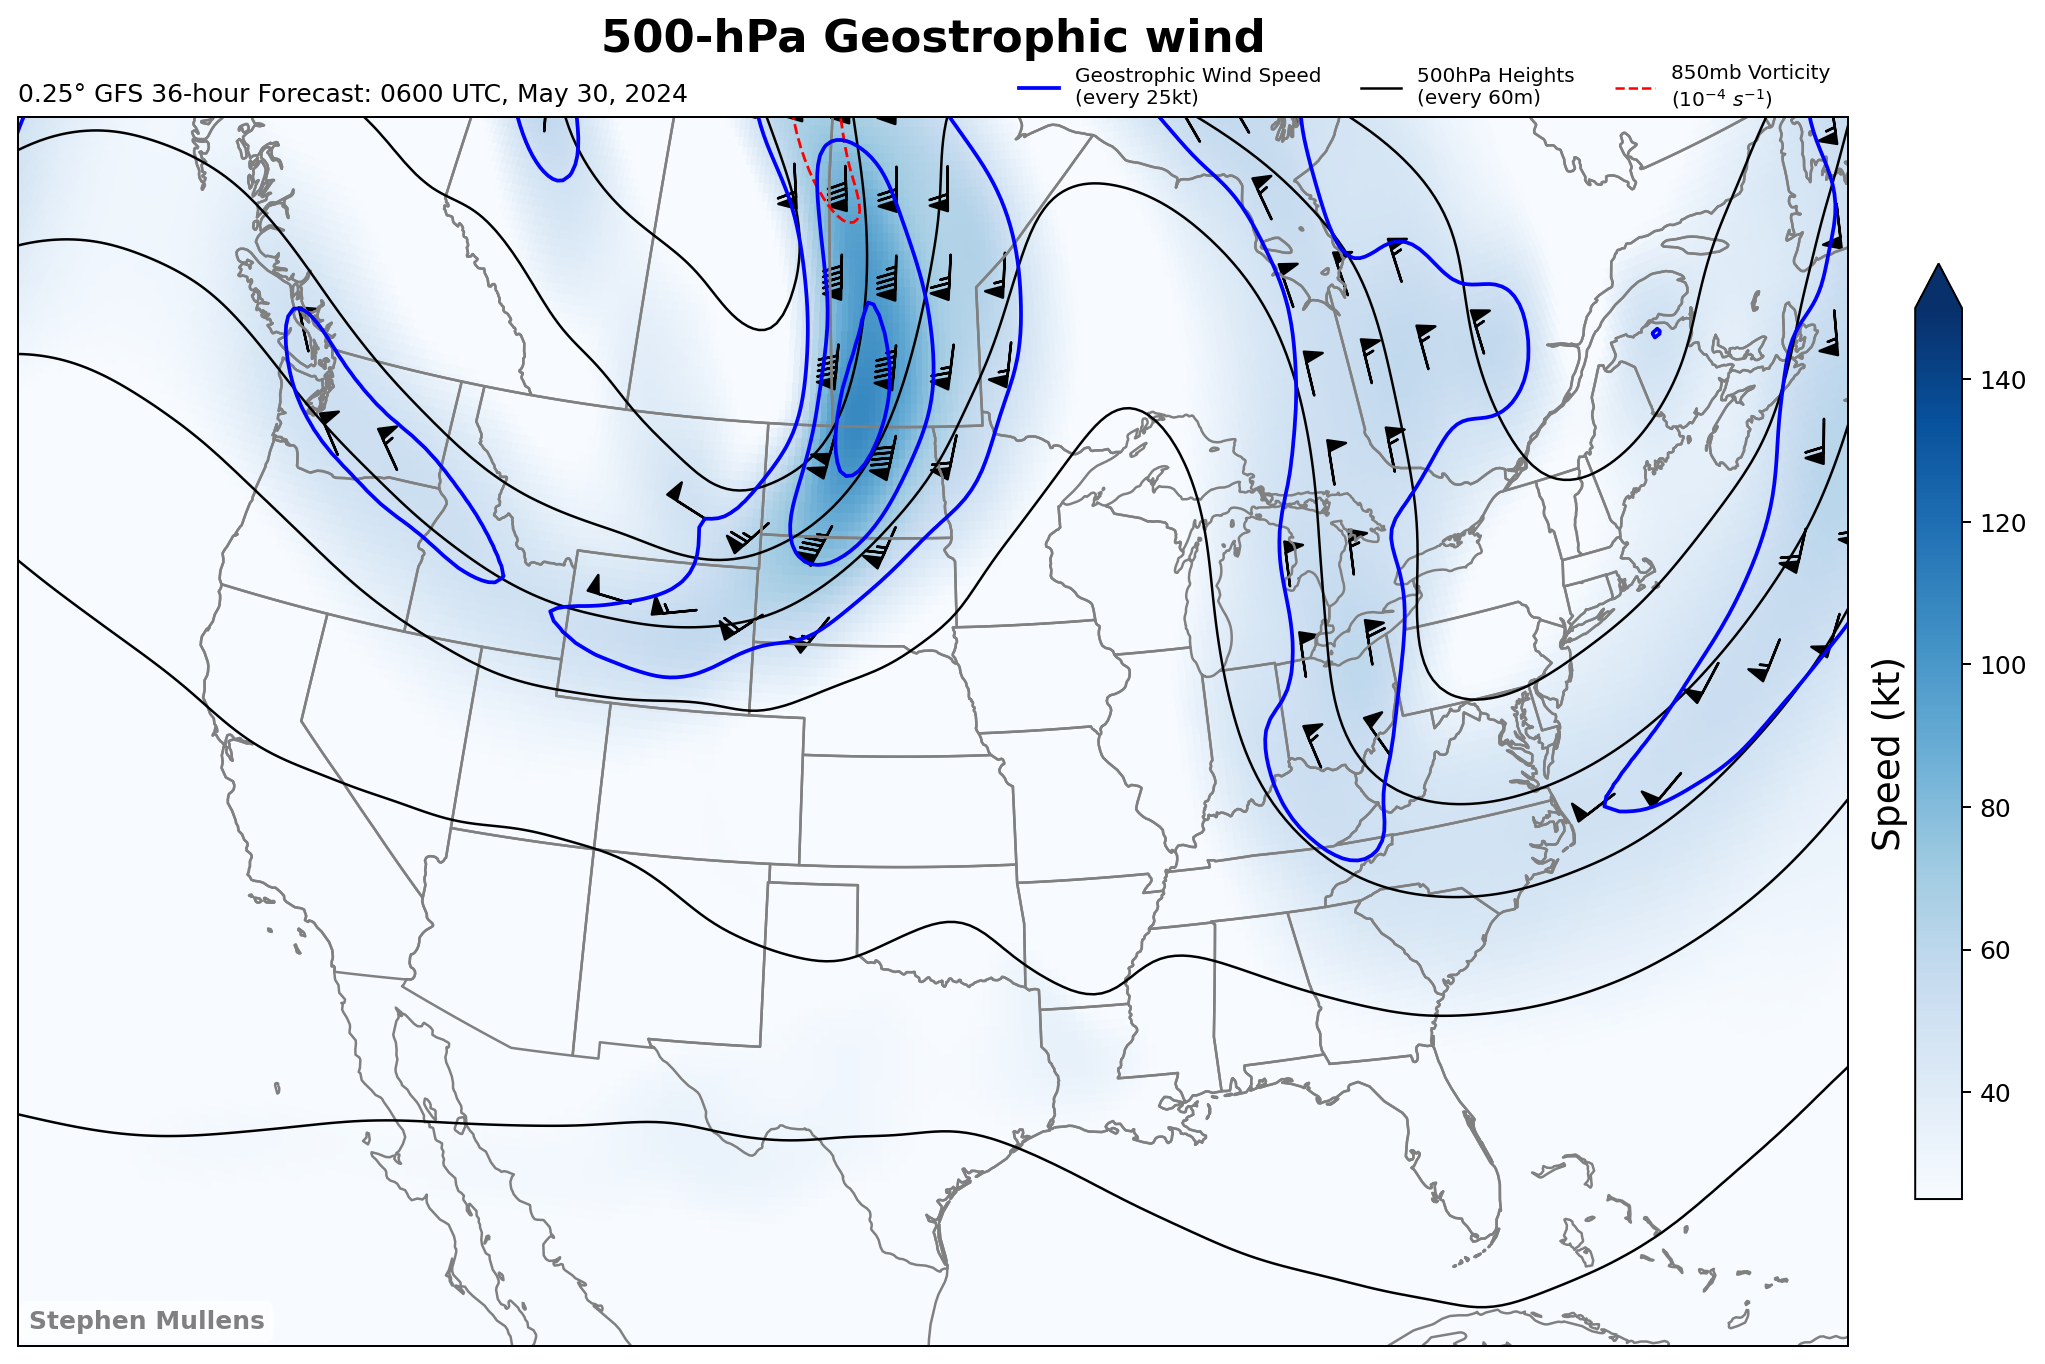 500-hPa Geostrophic wind
0.25° GFS 36-hour Forecast: 0600 UTC, May 30, 2024
Geostrophic Wind Speed
(every 25kt)
500hPa Heights
(every 60m)
850mb Vorticity
(10⁻⁴ s⁻¹)
140
120
100
80
60
40
Speed (kt)
Stephen Mullens